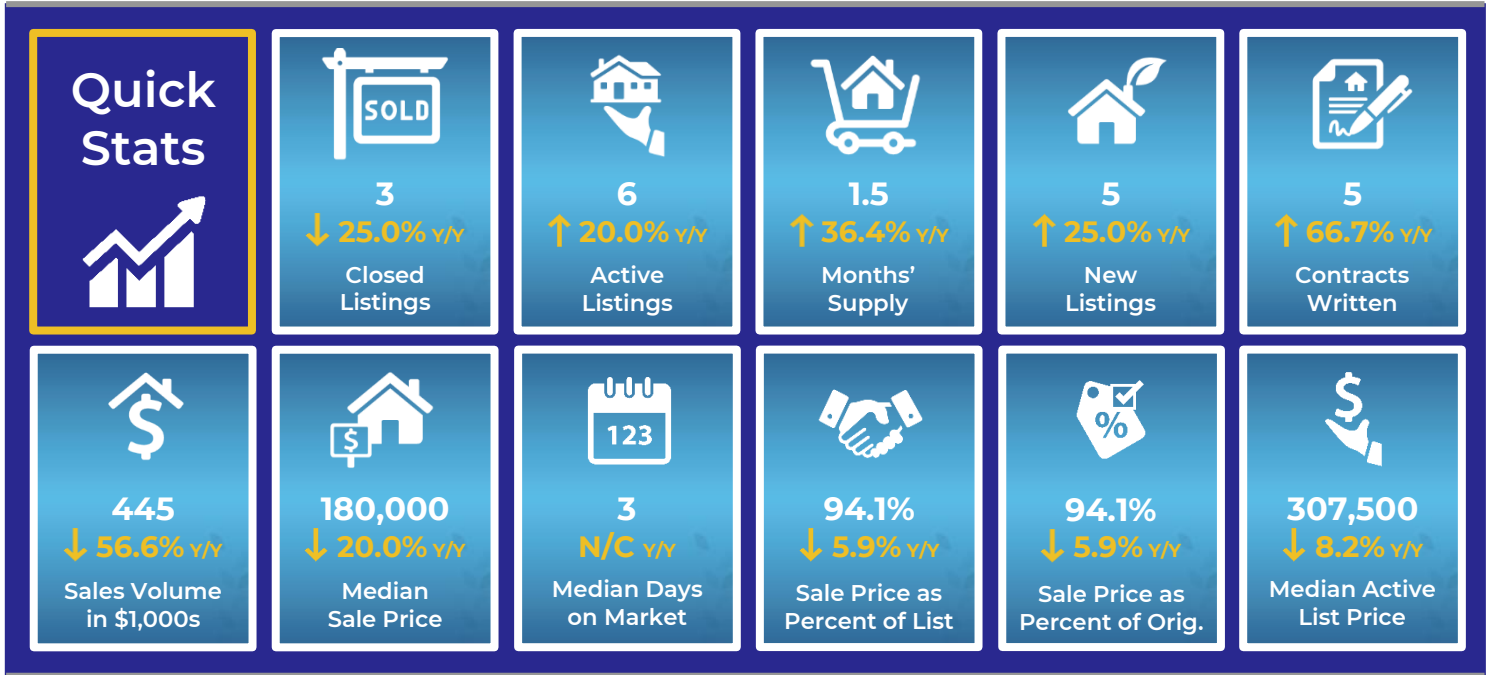 Quick
Stats
SOLD
3
↓ 25.0% Y/Y
Closed
Listings
6
↑ 20.0% Y/Y
Active
Listings
1.5
↑ 36.4% Y/Y
Months’
Supply
5
↑ 25.0% Y/Y
New
Listings
5
↑ 66.7% Y/Y
Contracts
Written
$
445
↓ 56.6% Y/Y
Sales Volume
in $1,000s
$
180,000
↓ 20.0% Y/Y
Median
Sale Price
123
3
N/C Y/Y
Median Days
on Market
94.1%
↓ 5.9% Y/Y
Sale Price as
Percent of List
%
94.1%
↓ 5.9% Y/Y
Sale Price as
Percent of Orig.
$
307,500
↓ 8.2% Y/Y
Median Active
List Price